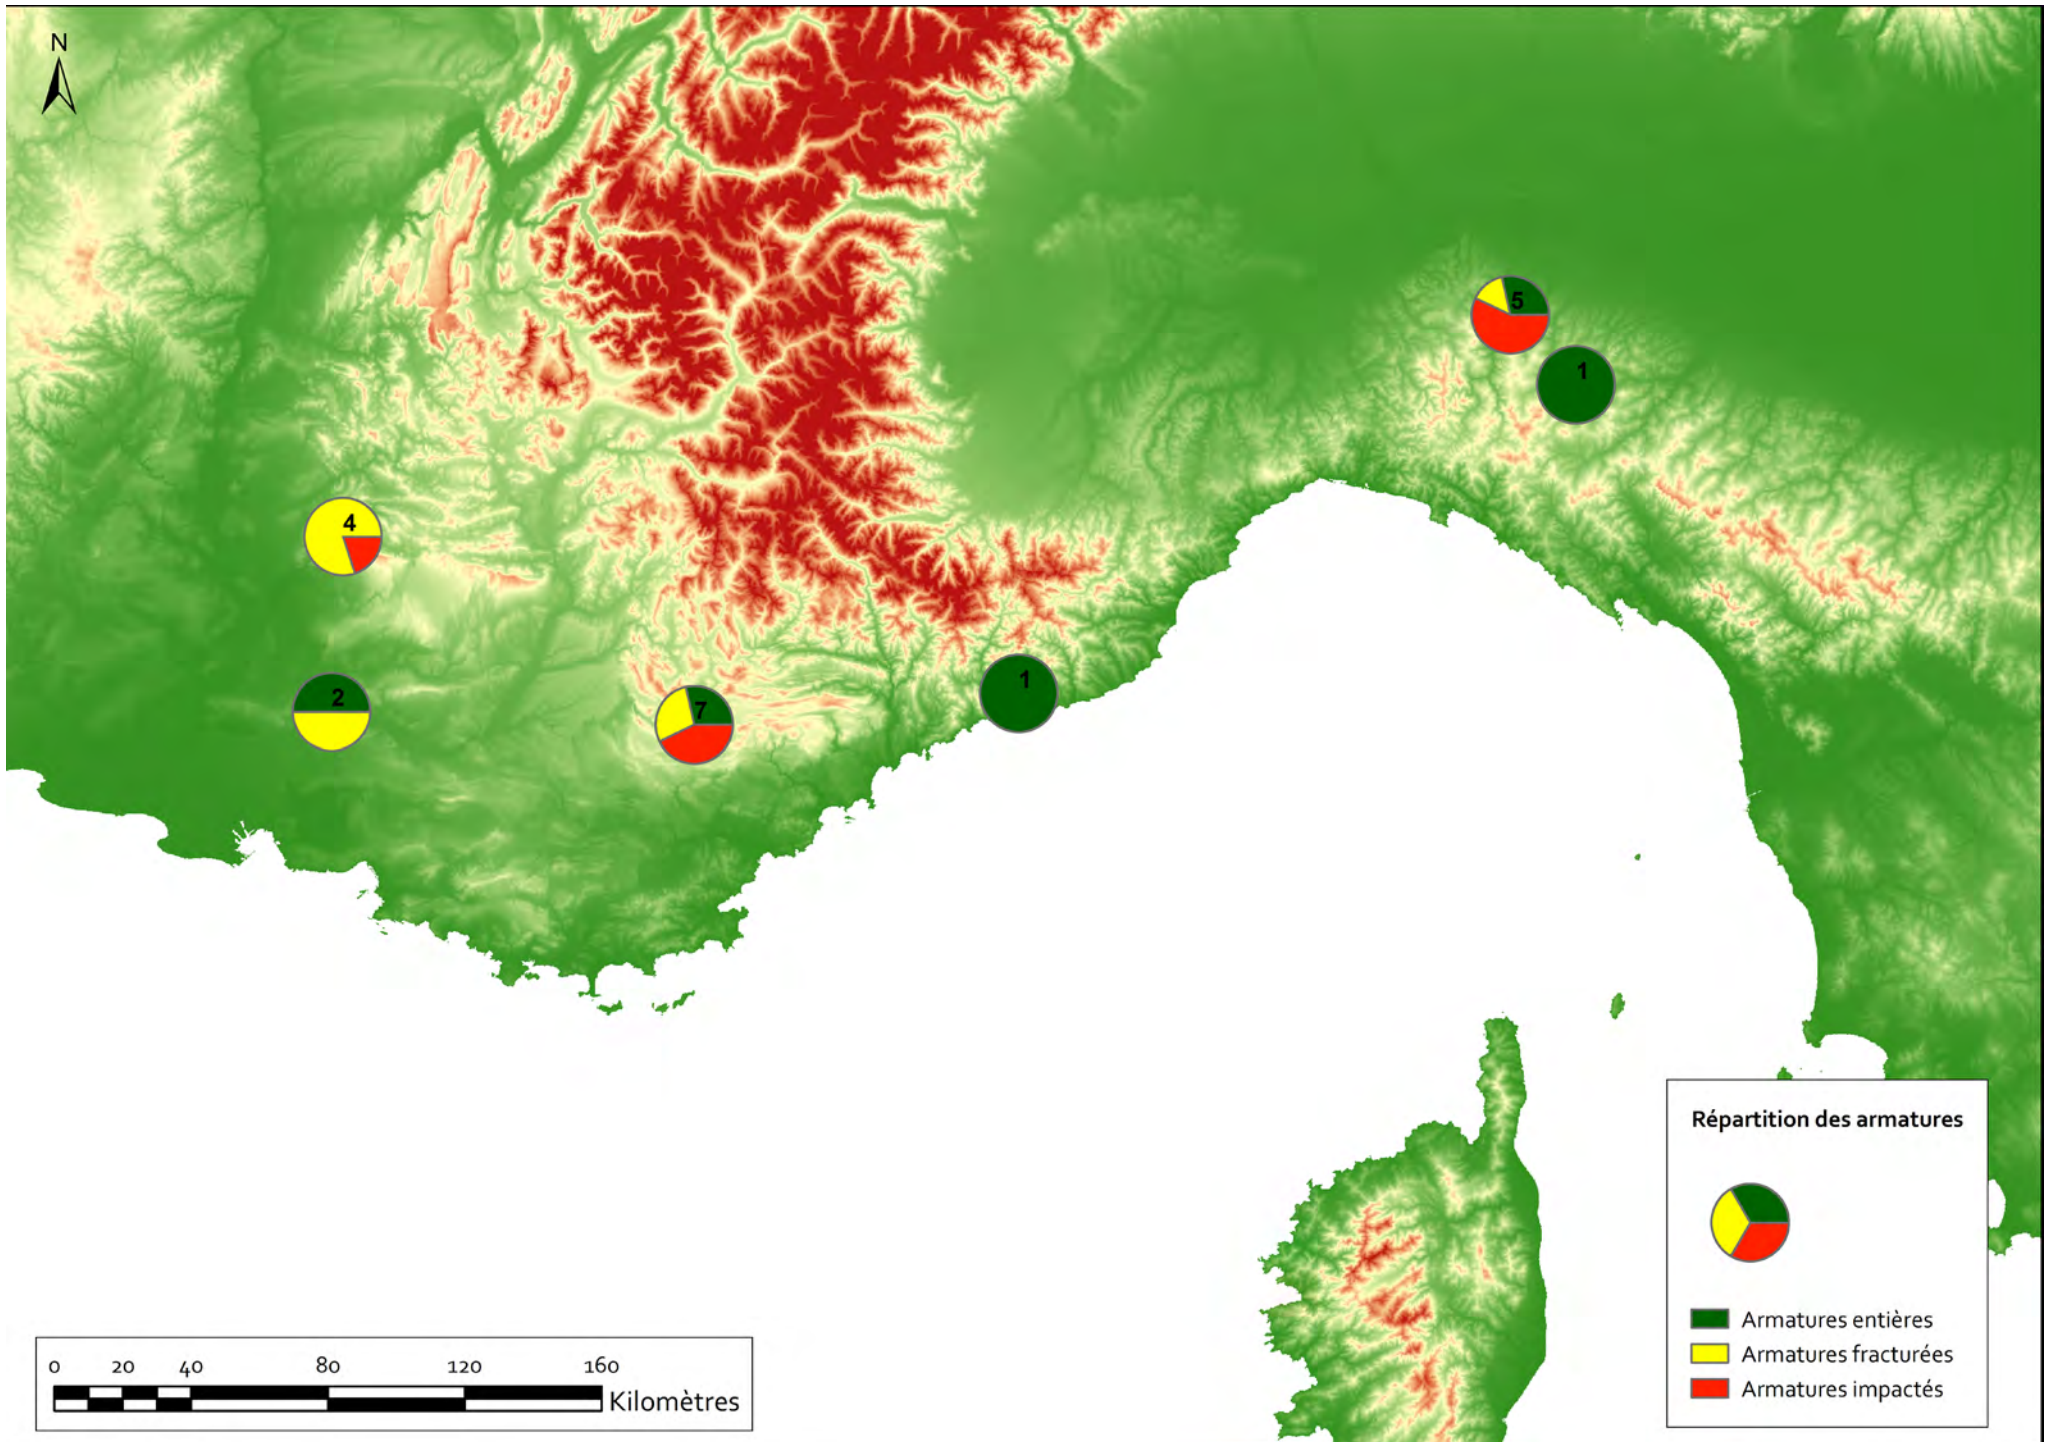 N
5
1
4
1
2
7
Répartition des armatures
Armatures entières
Armatures fracturées
Armatures impactés
0 20 40 80 120 160
Kilomètres